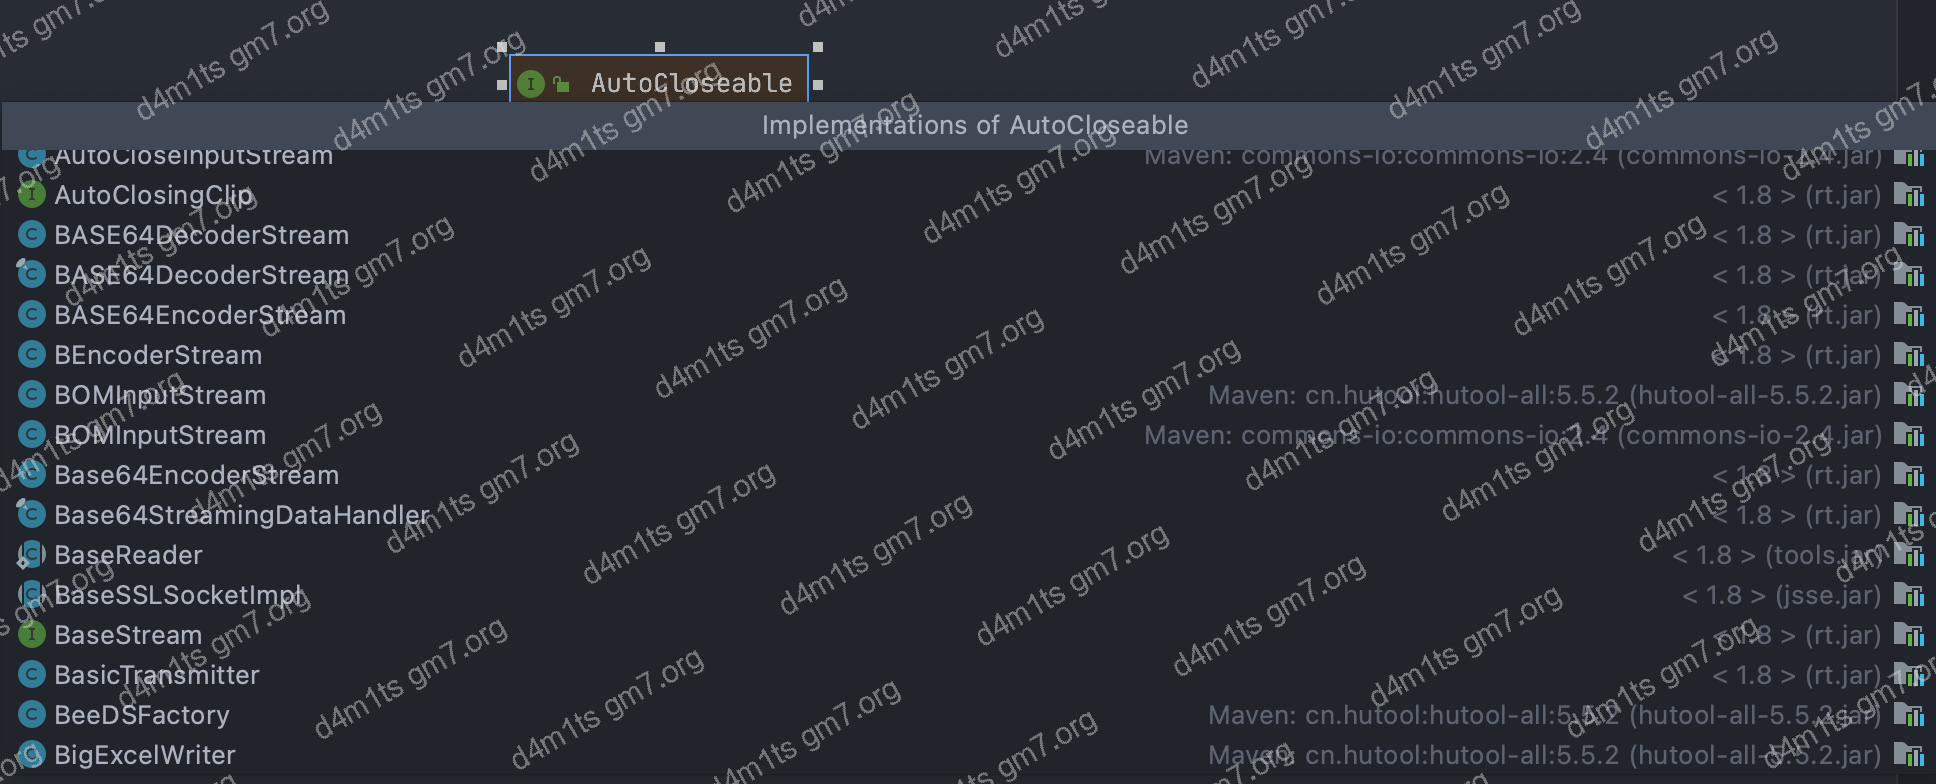 AutoCloseable
Implementations of AutoCloseable
AutoCloseInputStream Maven: commons-io:commons-io:2.4 (commons-io-2.4.jar)
AutoClosingClip < 1.8 > (rt.jar)
BASE64DecoderStream < 1.8 > (rt.jar)
BASE64DecoderStream < 1.8 > (rt.jar)
BASE64EncoderStream < 1.8 > (rt.jar)
BEncoderStream < 1.8 > (rt.jar)
BOMInputStream Maven: cn.hutool:hutool-all:5.5.2 (hutool-all-5.5.2.jar)
BOMInputStream Maven: commons-io:commons-io:2.4 (commons-io-2.4.jar)
Base64EncoderStream < 1.8 > (rt.jar)
Base64StreamingDataHandler < 1.8 > (rt.jar)
BaseReader < 1.8 > (tools.jar)
BaseSSLSocketImpl < 1.8 > (jsse.jar)
BaseStream < 1.8 > (rt.jar)
BasicTransmitter < 1.8 > (rt.jar)
BeeDSFactory Maven: cn.hutool:hutool-all:5.5.2 (hutool-all-5.5.2.jar)
BigExcelWriter Maven: cn.hutool:hutool-all:5.5.2 (hutool-all-5.5.2.jar)
d4m1ts gm7.org